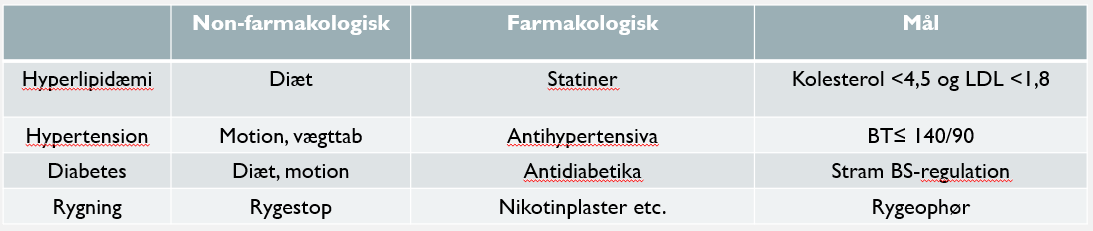 Non-farmakologisk Farmakologisk Mål
Hyperlipidæmi Diæt Statiner Kolesterol <4,5 og LDL <1,8
Hypertension Motion, vægttab Antihypertensiva BT≤ 140/90
Diabetes Diæt, motion Antidiabetika Stram BS-regulation
Rygning Rygestop Nikotinplaster etc. Rygeophør